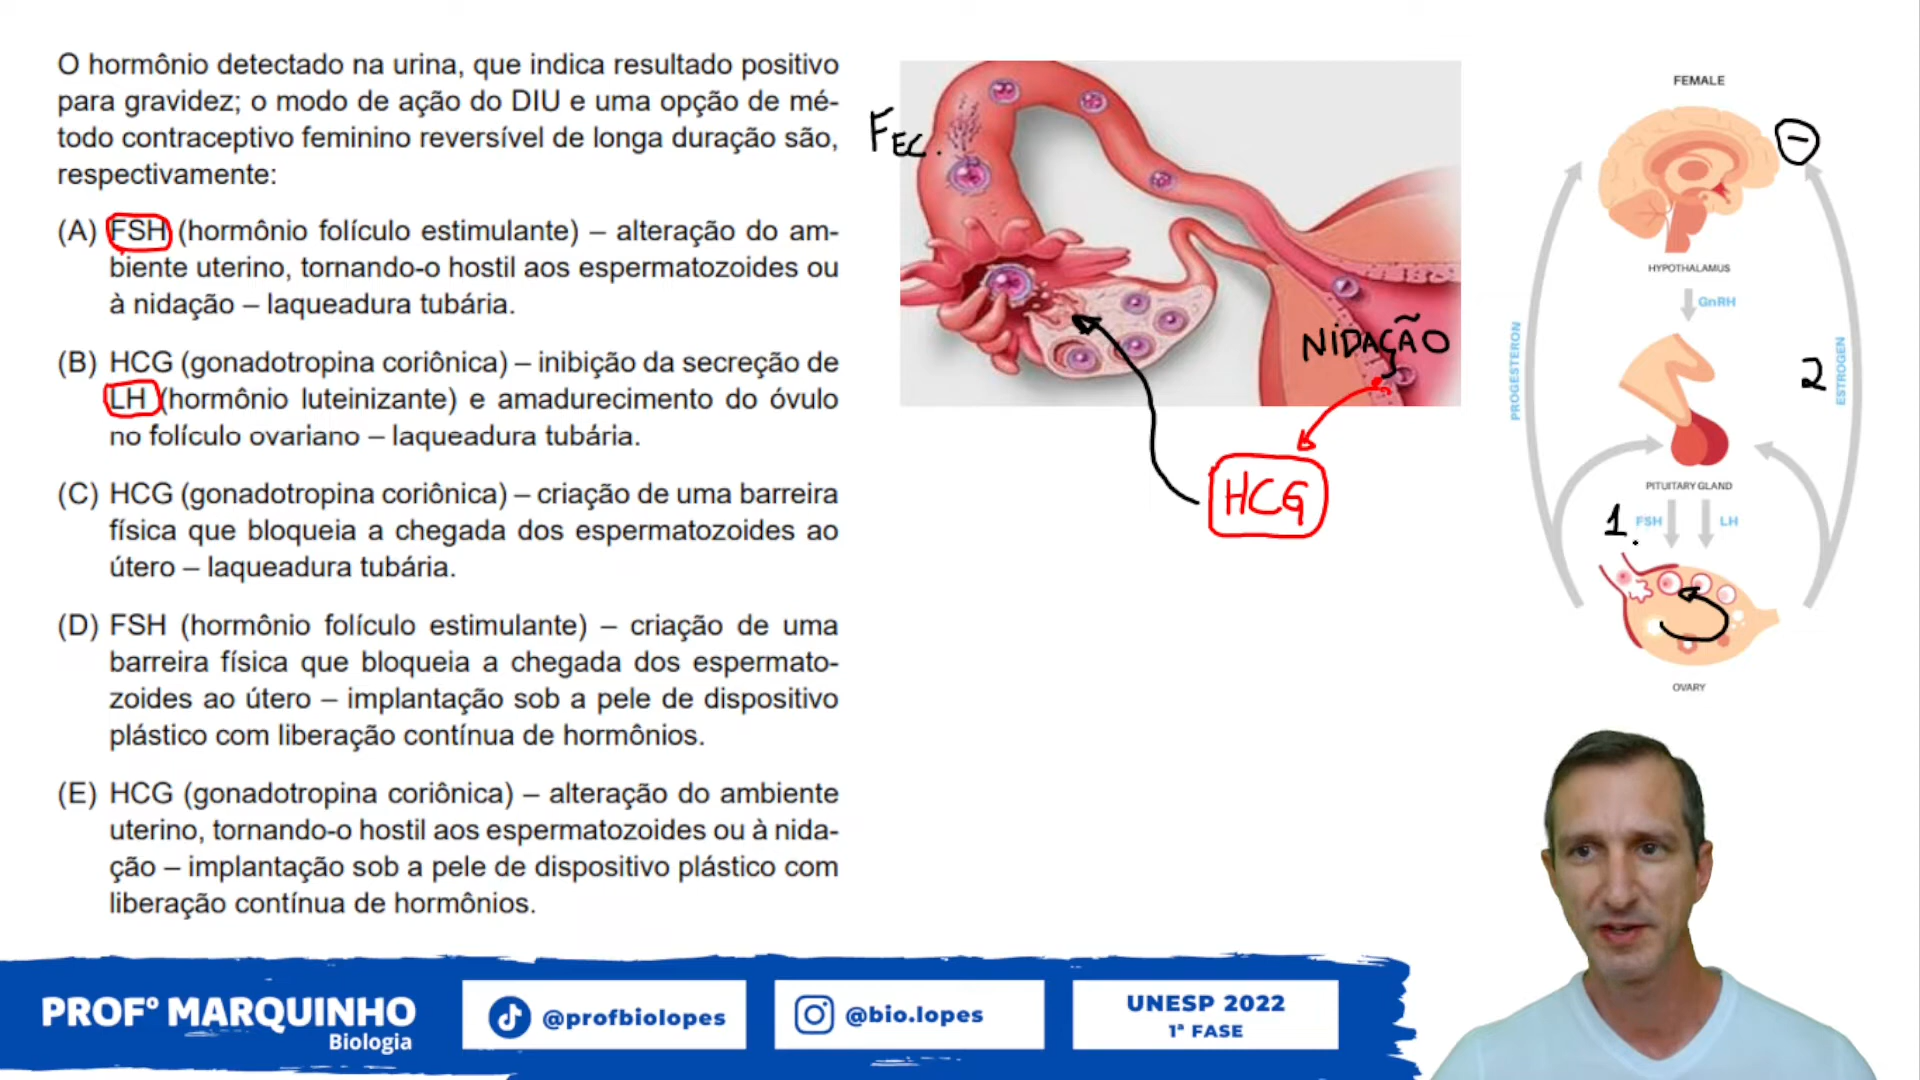 O hormônio detectado na urina, que indica resultado positivo
para gravidez; o modo de ação do DIU e uma opção de mé-
todo contraceptivo feminino reversível de longa duração são,
respectivamente:
(A) FSH (hormônio folículo estimulante) – alteração do am-
biente uterino, tornando-o hostil aos espermatozoides ou
à nidação – laqueadura tubária.
(B) HCG (gonadotropina coriônica) – inibição da secreção de
LH (hormônio luteinizante) e amadurecimento do óvulo
no folículo ovariano – laqueadura tubária.
(C) HCG (gonadotropina coriônica) – criação de uma barreira
física que bloqueia a chegada dos espermatozoides ao
útero – laqueadura tubária.
(D) FSH (hormônio folículo estimulante) – criação de uma
barreira física que bloqueia a chegada dos espermato-
zoides ao útero – implantação sob a pele de dispositivo
plástico com liberação contínua de hormônios.
(E) HCG (gonadotropina coriônica) – alteração do ambiente
uterino, tornando-o hostil aos espermatozoides ou à nida-
ção – implantação sob a pele de dispositivo plástico com
liberação contínua de hormônios.
FEC.
NIDAÇÃO
HCG
FEMALE
−
HYPOTHALAMUS
GnRH
PROGESTERON
2
ESTROGEN
PITUITARY GLAND
1. FSH LH
OVARY
PROFº MARQUINHO
Biologia
@profbiolopes
@bio.lopes
UNESP 2022
1ª FASE